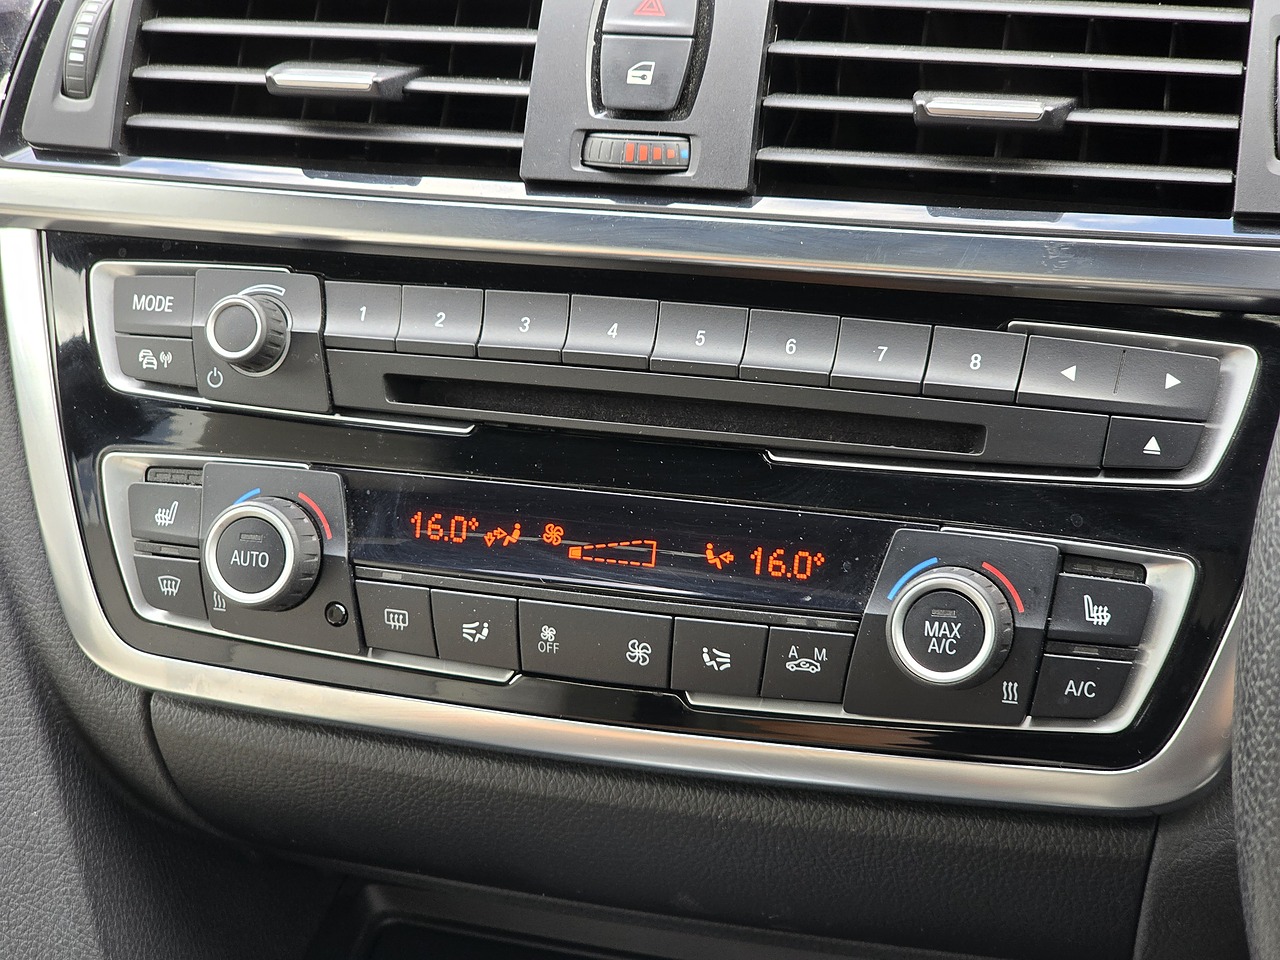 MODE
1 2 3 4 5 6 7 8
16.0° 16.0°
AUTO
OFF
A M
MAX
A/C
A/C